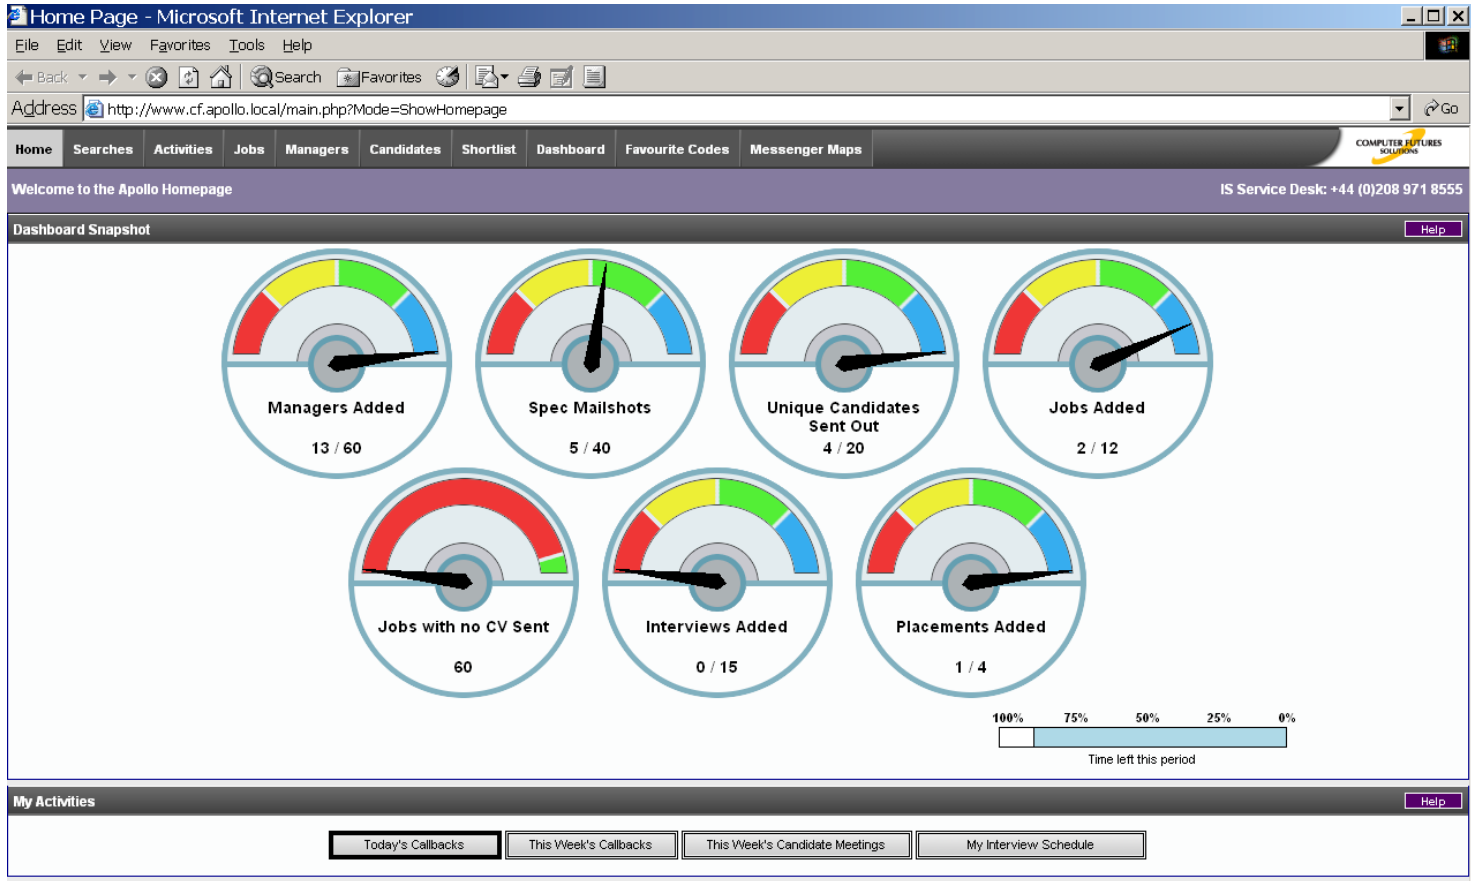 Home Page - Microsoft Internet Explorer
File Edit View Favorites Tools Help
Back Search Favorites
Address http://www.cf.apollo.local/main.php?Mode=ShowHomepage Go
Home Searches Activities Jobs Managers Candidates Shortlist Dashboard Favourite Codes Messenger Maps
COMPUTER FUTURES
SOLUTIONS
Welcome to the Apollo Homepage IS Service Desk: +44 (0)208 971 8555
Dashboard Snapshot Help
Managers Added
13 / 60
Spec Mailshots
5 / 40
Unique Candidates
Sent Out
4 / 20
Jobs Added
2 / 12
Jobs with no CV Sent
60
Interviews Added
0 / 15
Placements Added
1 / 4
100% 75% 50% 25% 0%
Time left this period
My Activities Help
Today's Callbacks This Week's Callbacks This Week's Candidate Meetings My Interview Schedule